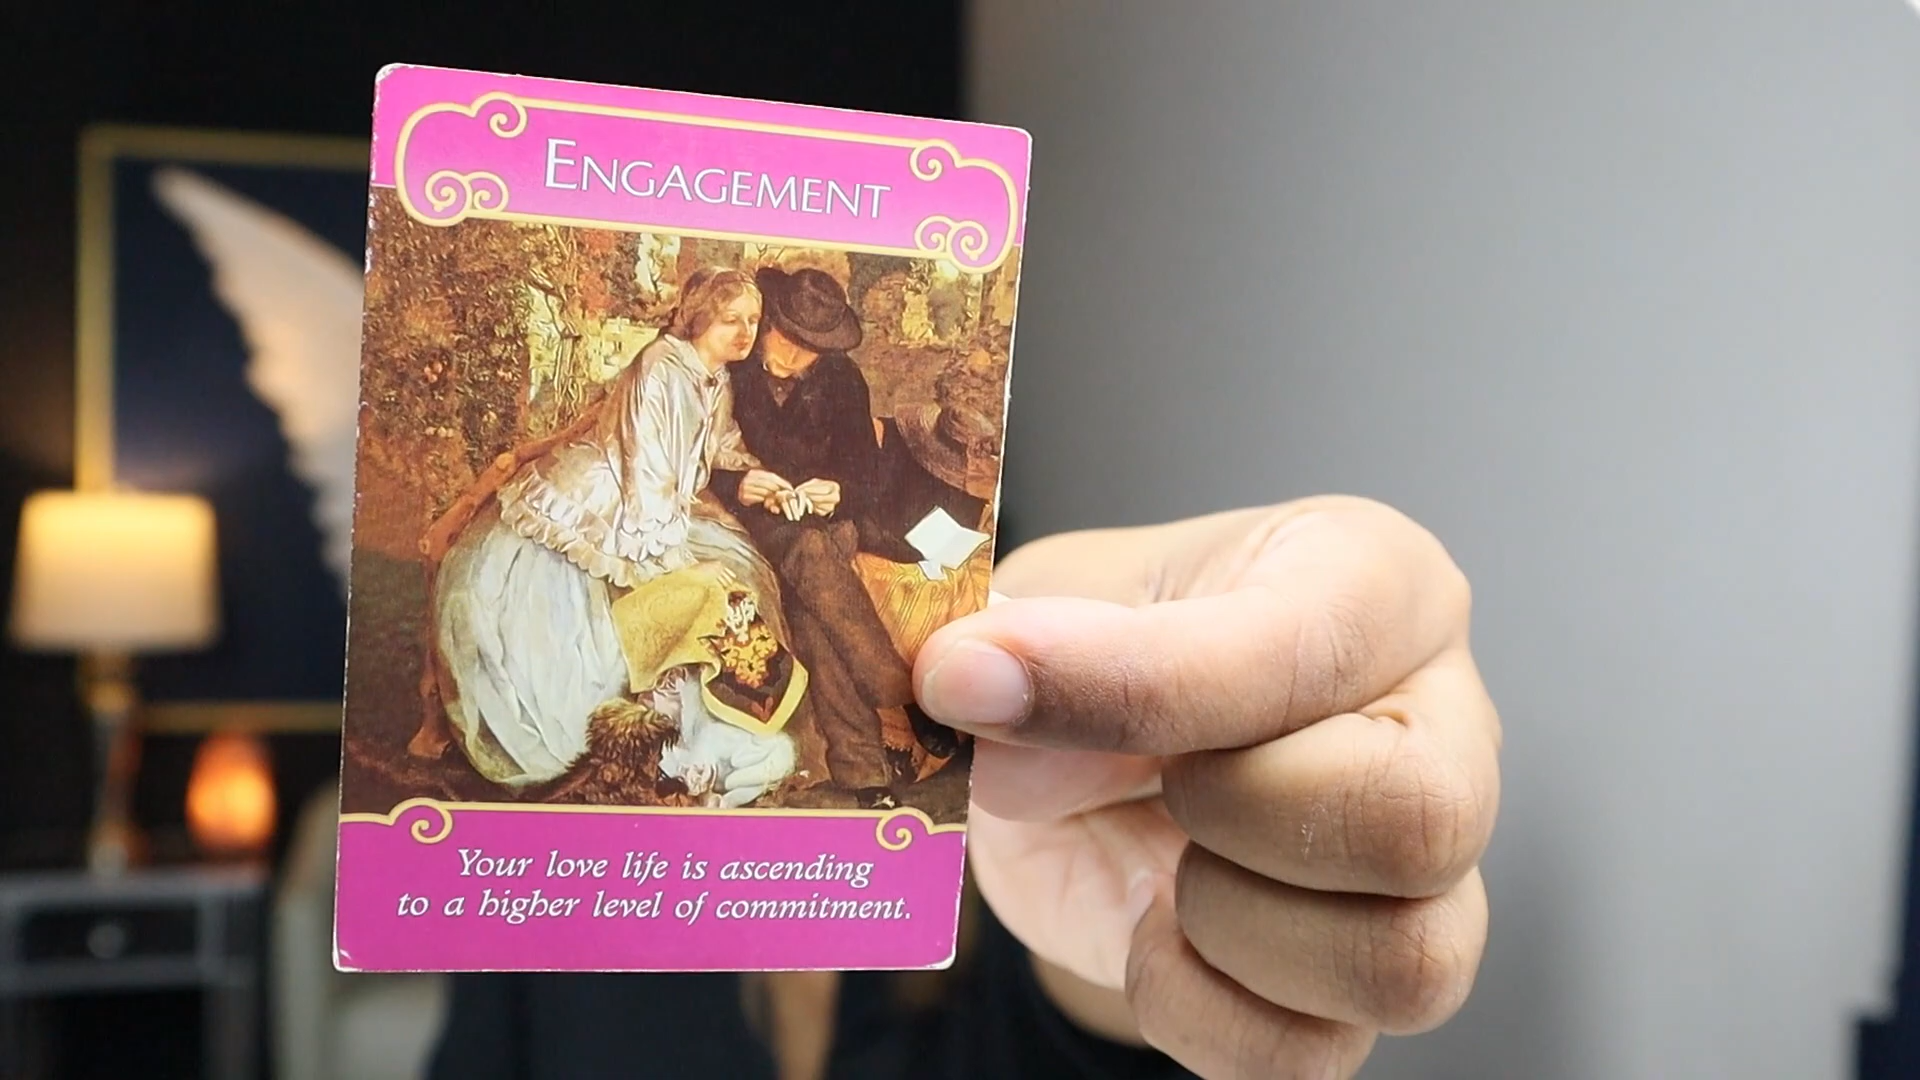 ENGAGEMENT
Your love life is ascending
to a higher level of commitment.